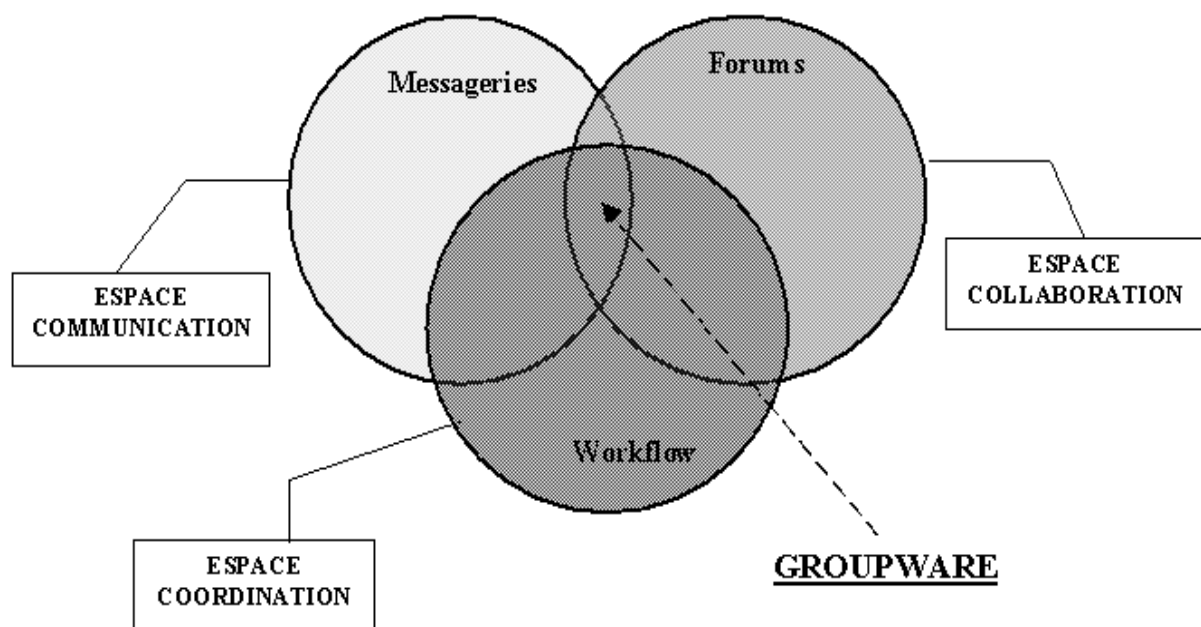 Messageries
Forums
ESPACE
COMMUNICATION
ESPACE
COLLABORATION
Workflow
ESPACE
COORDINATION
GROUPWARE